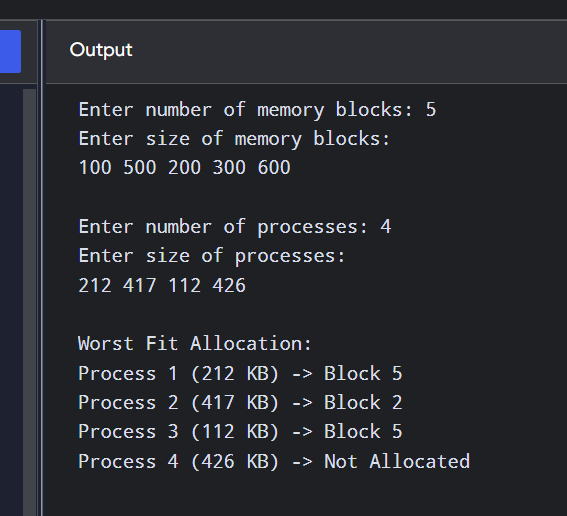 Output
Enter number of memory blocks: 5
Enter size of memory blocks:
100 500 200 300 600
Enter number of processes: 4
Enter size of processes:
212 417 112 426
Worst Fit Allocation:
Process 1 (212 KB) -> Block 5
Process 2 (417 KB) -> Block 2
Process 3 (112 KB) -> Block 5
Process 4 (426 KB) -> Not Allocated